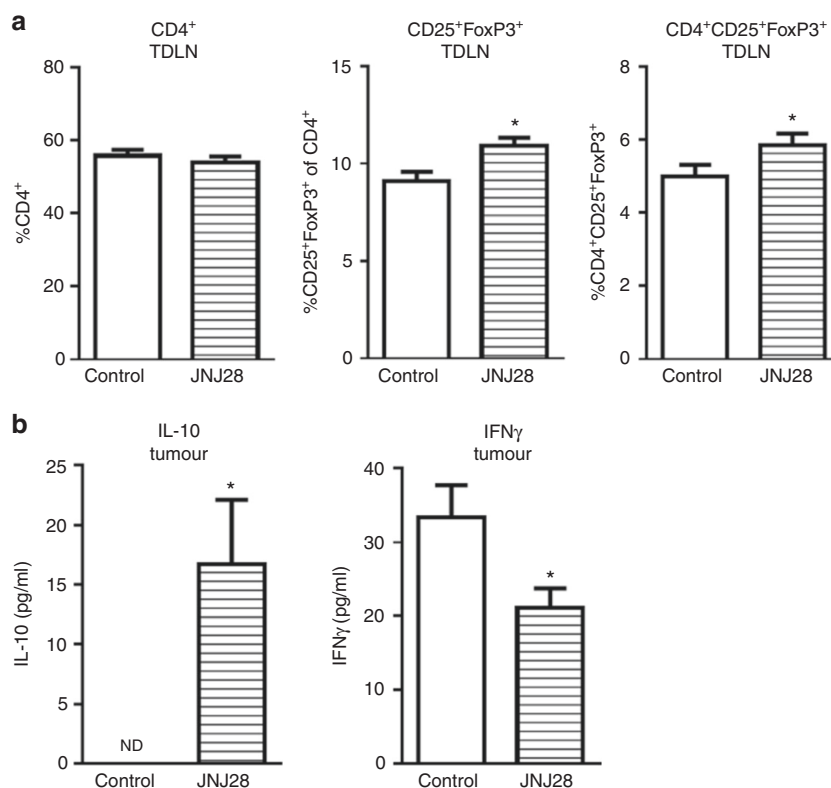 a
CD4⁺
TDLN
80
60
40
20
0
%CD4⁺
Control
JNJ28
CD25⁺FoxP3⁺
TDLN
15
10
5
0
%CD25⁺FoxP3⁺ of CD4⁺
*
Control
JNJ28
CD4⁺CD25⁺FoxP3⁺
TDLN
8
6
4
2
0
%CD4⁺CD25⁺FoxP3⁺
*
Control
JNJ28
b
IL-10
tumour
25
20
15
10
5
0
IL-10 (pg/ml)
ND
*
Control
JNJ28
IFNγ
tumour
40
30
20
10
0
IFNγ (pg/ml)
*
Control
JNJ28